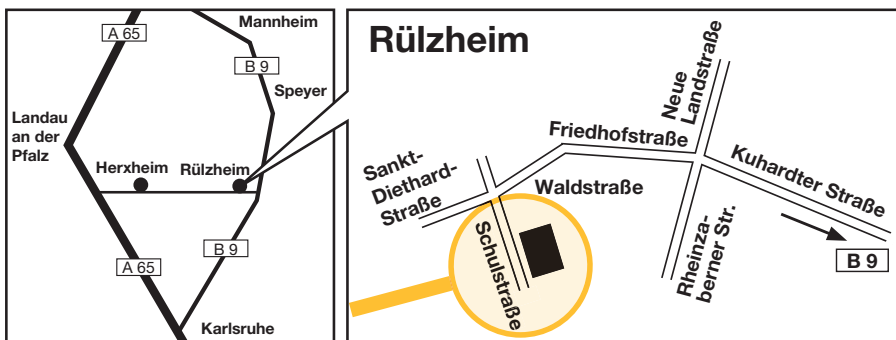 Mannheim
A 65
B 9
Speyer
Landau
an der
Pfalz
Herxheim
Rülzheim
B 9
A 65
Karlsruhe
Rülzheim
Neue
Landstraße
Friedhofstraße
Sankt-
Diethard-
Straße
Waldstraße
Kuhardter Straße
Schulstraße
Rheinza-
berner Str.
B 9